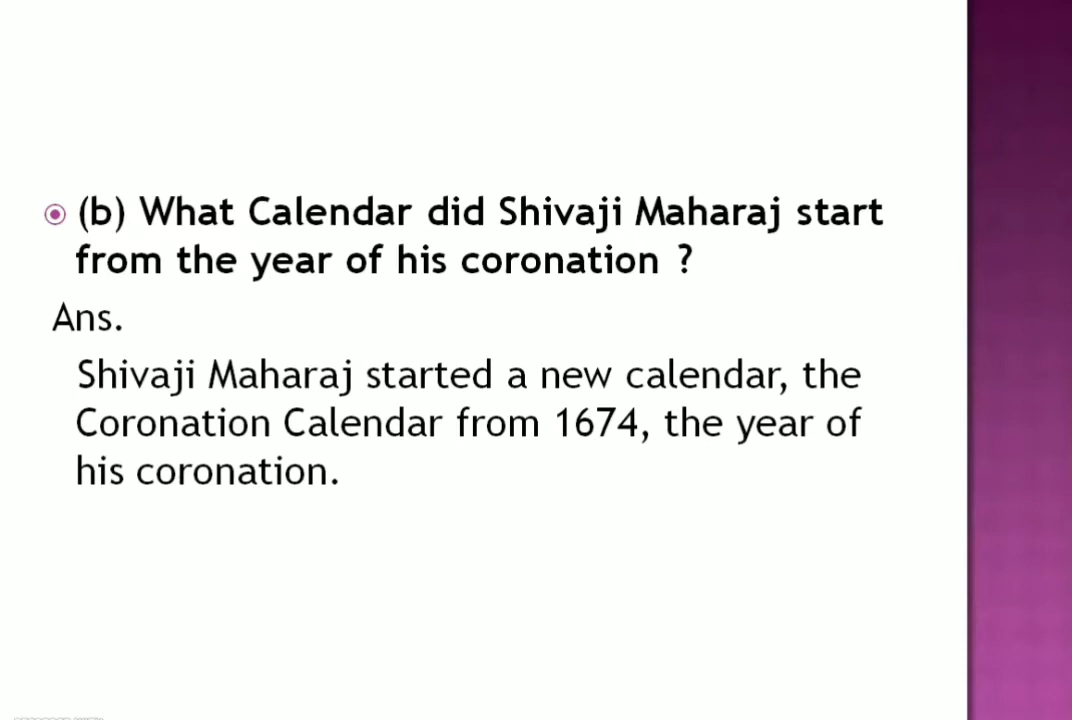 (b) What Calendar did Shivaji Maharaj start
from the year of his coronation ?
Ans.
Shivaji Maharaj started a new calendar, the
Coronation Calendar from 1674, the year of
his coronation.